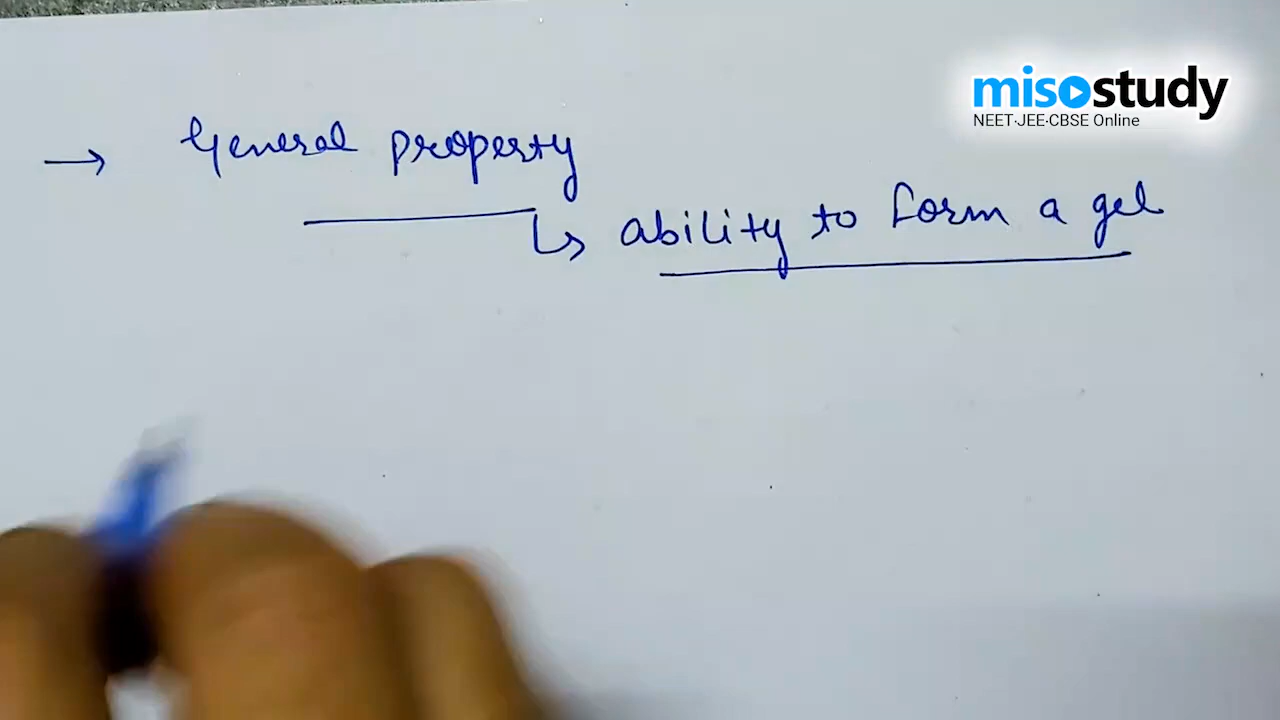 misostudy
NEET-JEE-CBSE Online
→ General property
↳ ability to form a gel